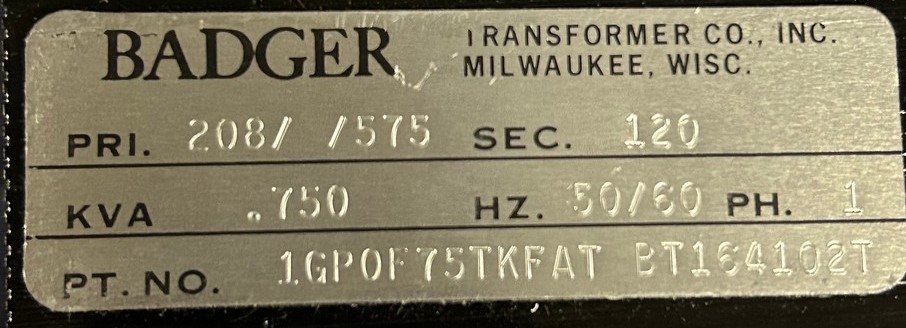 BADGER TRANSFORMER CO., INC.
MILWAUKEE, WISC.
PRI. 208/ /575 SEC. 120
KVA .750 HZ. 50/60 PH. 1
PT. NO. 1GPOF75TKFAT BT164102T